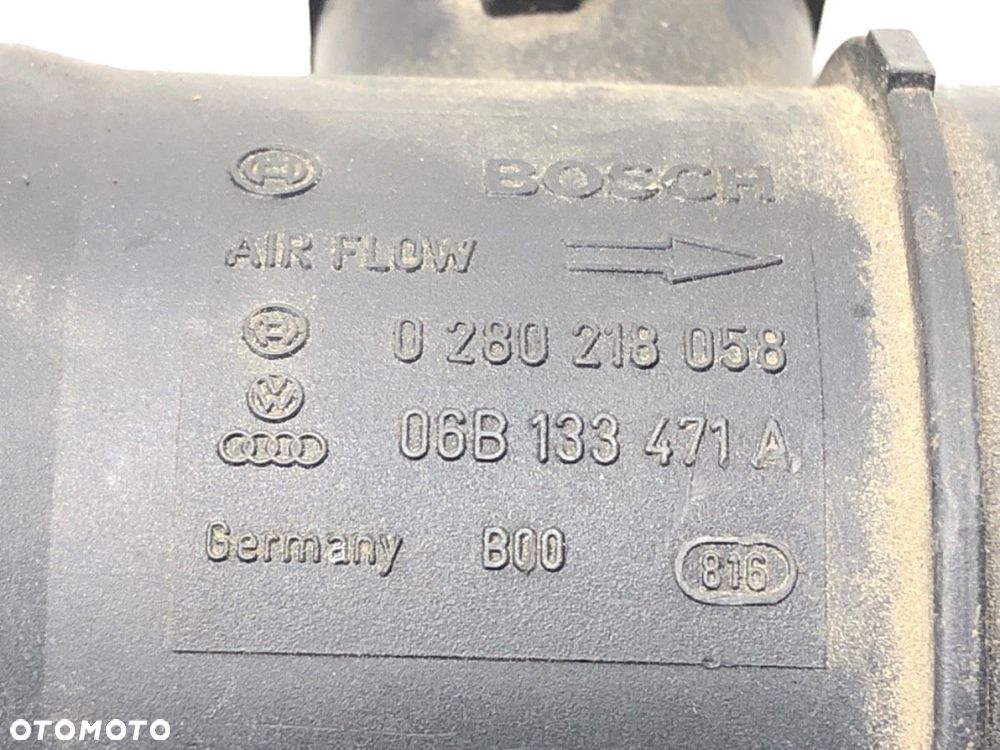 BOSCH
AIR FLOW
0 280 218 058
06B 133 471 A
Germany B00 816
OTOMOTO